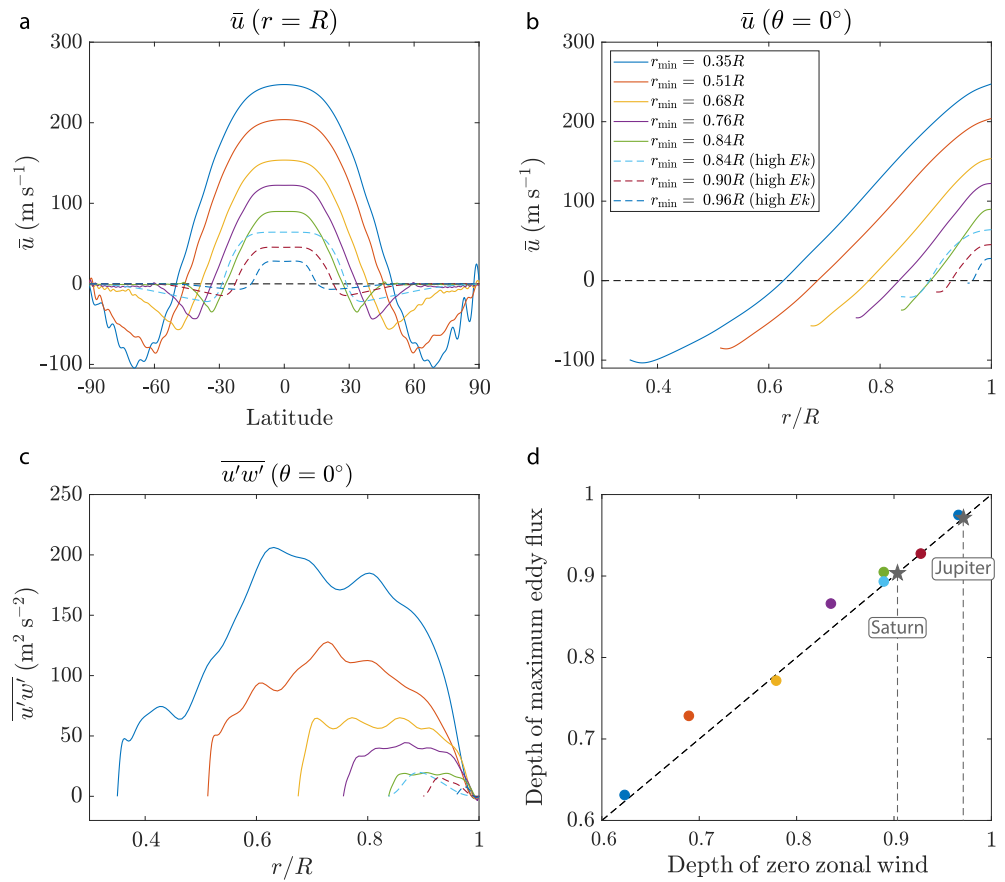 a
ū (r = R)
300
200
100
0
-100
-90
-60
-30
0
30
60
90
ū (m s⁻¹)
Latitude
b
ū (θ = 0°)
r_min = 0.35R
r_min = 0.51R
r_min = 0.68R
r_min = 0.76R
r_min = 0.84R
r_min = 0.84R (high Ek)
r_min = 0.90R (high Ek)
r_min = 0.96R (high Ek)
300
200
100
0
-100
0.4
0.6
0.8
1
ū (m s⁻¹)
r/R
c
u′w′ (θ = 0°)
250
200
150
100
50
0
0.4
0.6
0.8
1
u′w′ (m² s⁻²)
r/R
d
1
0.9
0.8
0.7
0.6
0.6
0.7
0.8
0.9
1
Depth of maximum eddy flux
Depth of zero zonal wind
Jupiter
Saturn